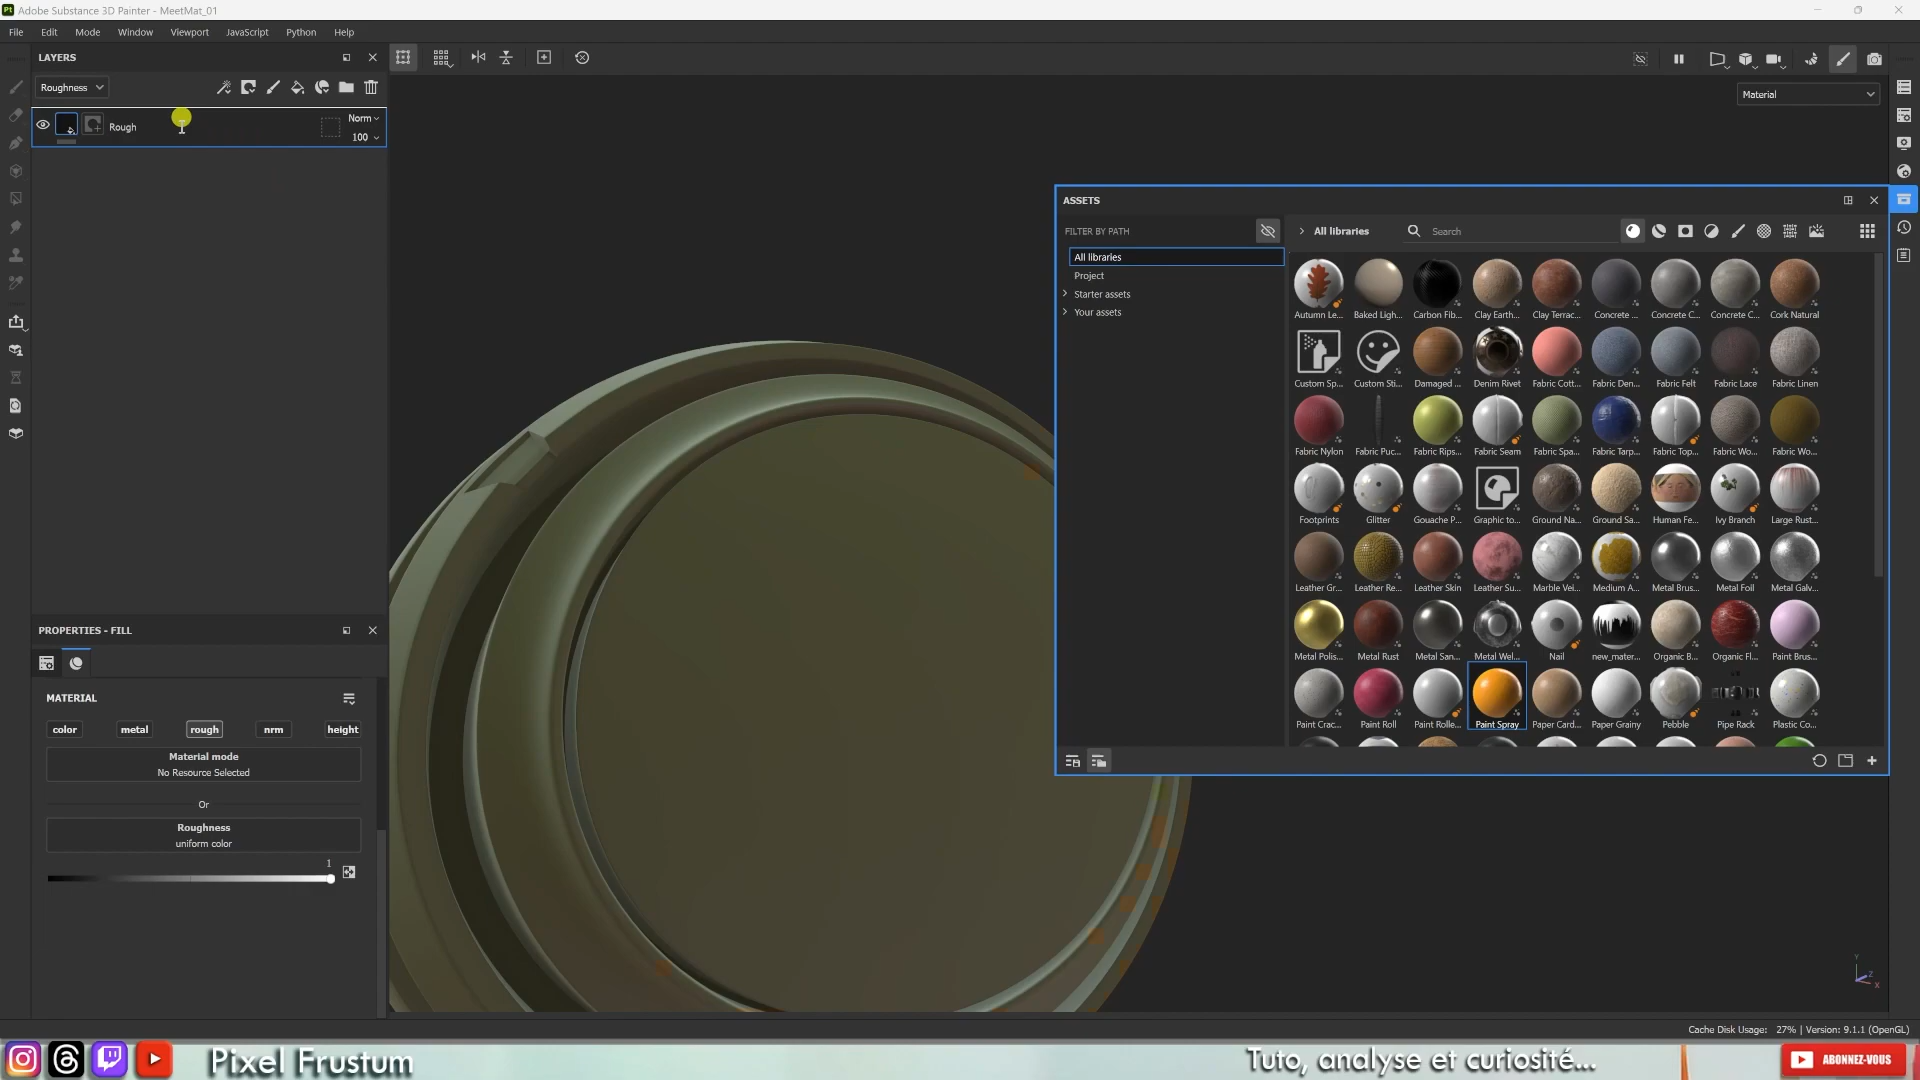 Adobe Substance 3D Painter - MeetMat_01
File Edit Mode Window Viewport JavaScript Python Help
LAYERS
Roughness
Rough
Norm
100
Material
ASSETS
FILTER BY PATH
All libraries
Search
All libraries
Project
Starter assets
Your assets
Autumn Le... Baked Ligh... Carbon Fib... Clay Earth... Clay Terrac... Concrete ... Concrete C... Concrete C... Cork Natural
Custom Sp... Custom Sti... Damaged ... Denim Rivet Fabric Cott... Fabric Den... Fabric Felt Fabric Lace Fabric Linen
Fabric Nylon Fabric Puc... Fabric Rips... Fabric Seam Fabric Spa... Fabric Tarp... Fabric Top... Fabric Wo... Fabric Wo...
Footprints Glitter Gouache P... Graphic to... Ground Na... Ground Sa... Human Fe... Ivy Branch Large Rust...
Leather Gr... Leather Re... Leather Skin Leather Su... Marble Vei... Medium A... Metal Brus... Metal Foil Metal Galv...
Metal Polis... Metal Rust Metal San... Metal Wel... Nail new_mater... Organic B... Organic Fl... Paint Brus...
Paint Crac... Paint Roll Paint Rolle... Paint Spray Paper Card... Paper Grainy Pebble Pipe Rack Plastic Co...
PROPERTIES - FILL
MATERIAL
color metal rough nrm height
Material mode
No Resource Selected
Or
Roughness
uniform color
1
Y
Z
X
Cache Disk Usage: 27% | Version: 9.1.1 (OpenGL)
Pixel Frustum
Tuto, analyse et curiosité...
ABONNEZ-VOUS